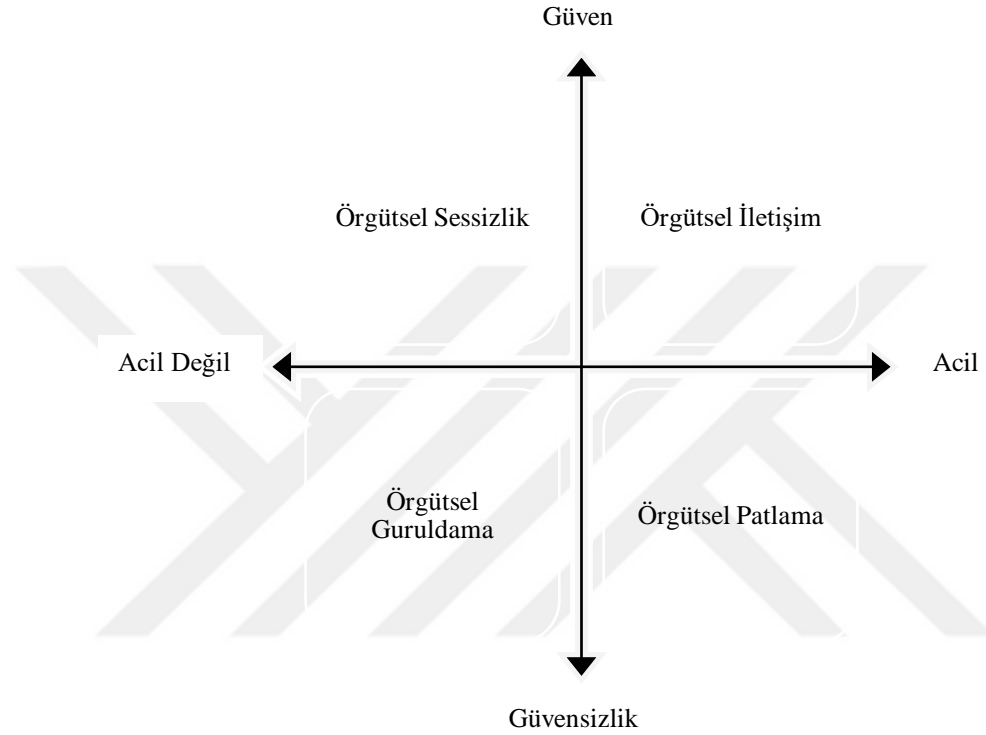 Güven
Örgütsel Sessizlik
Örgütsel İletişim
Acil Değil
Acil
Örgütsel
Guruldama
Örgütsel Patlama
Güvensizlik